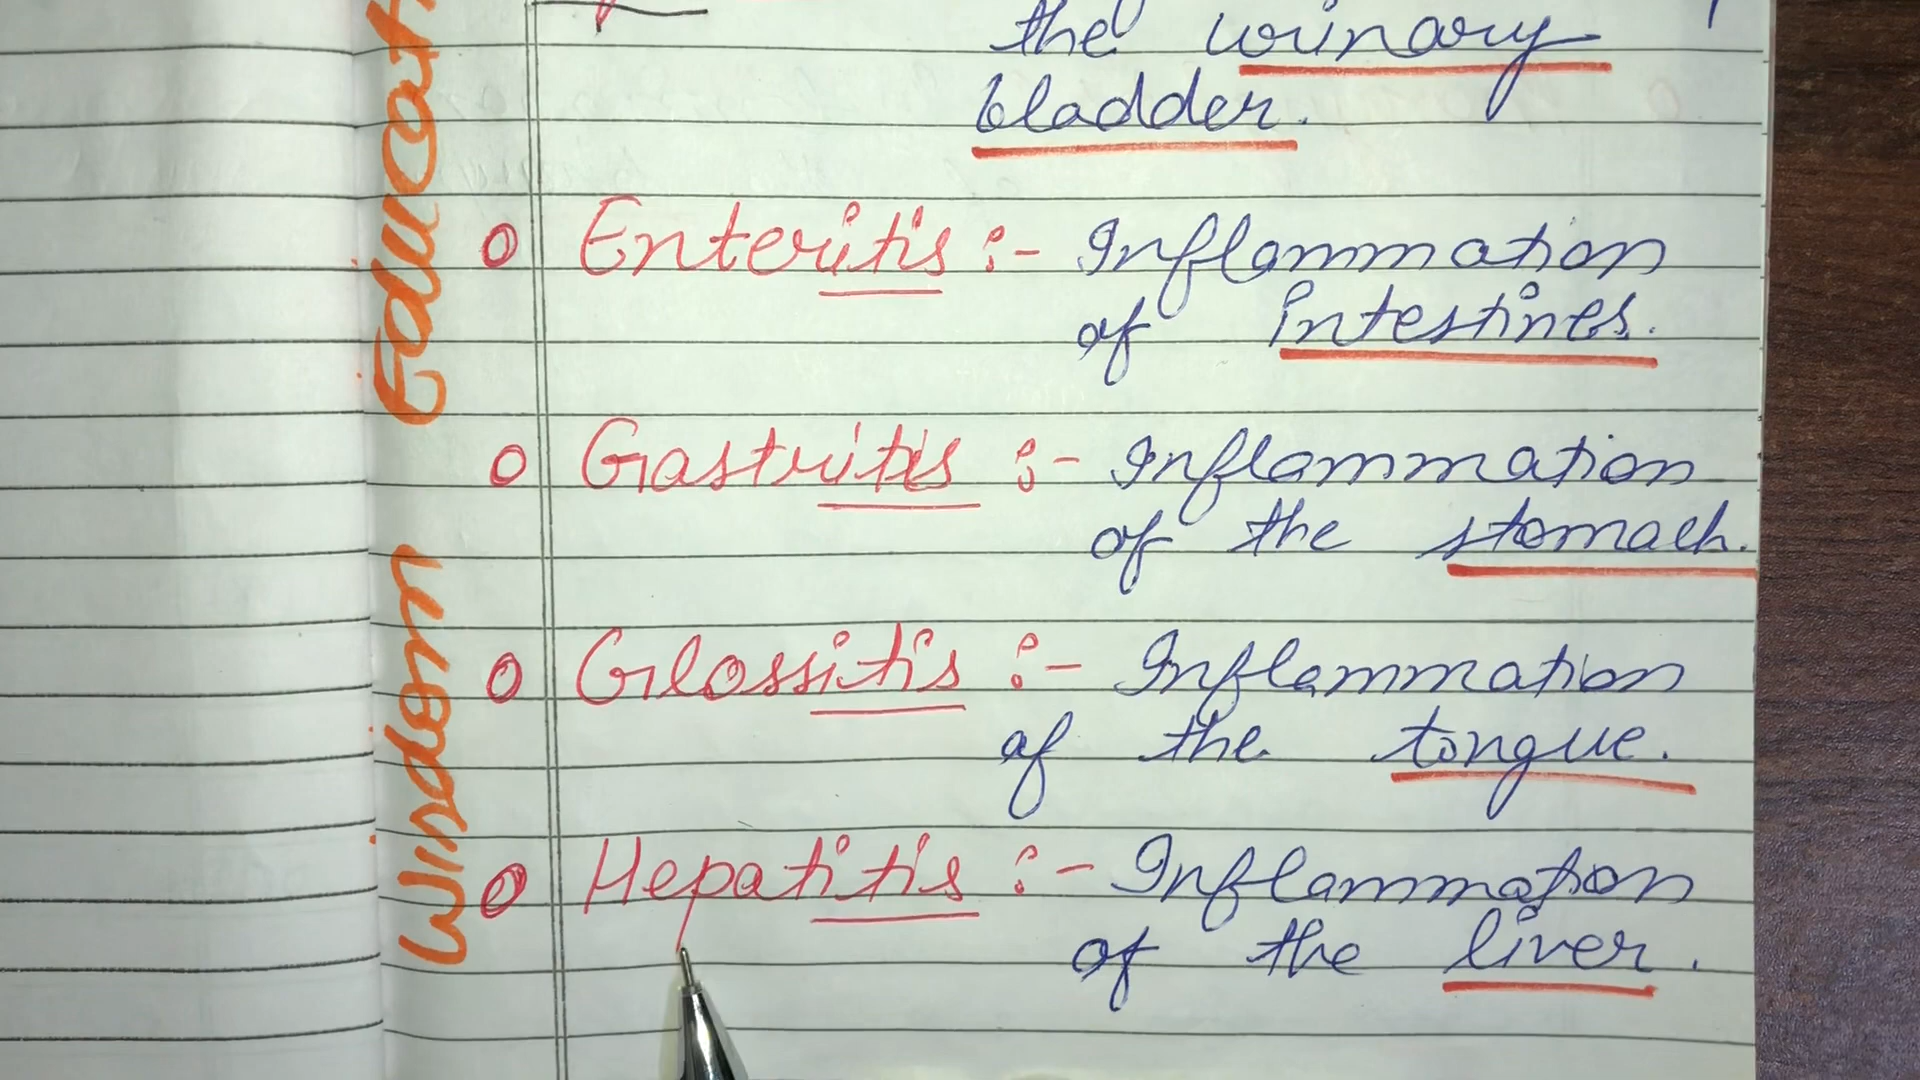 the urinary
bladder.
Enteritis :- Inflammation
of intestines.
Gastritis :- Inflammation
of the stomach.
Glossitis :- Inflammation
of the tongue.
Hepatitis :- Inflammation
of the liver.
Wisdom Educati